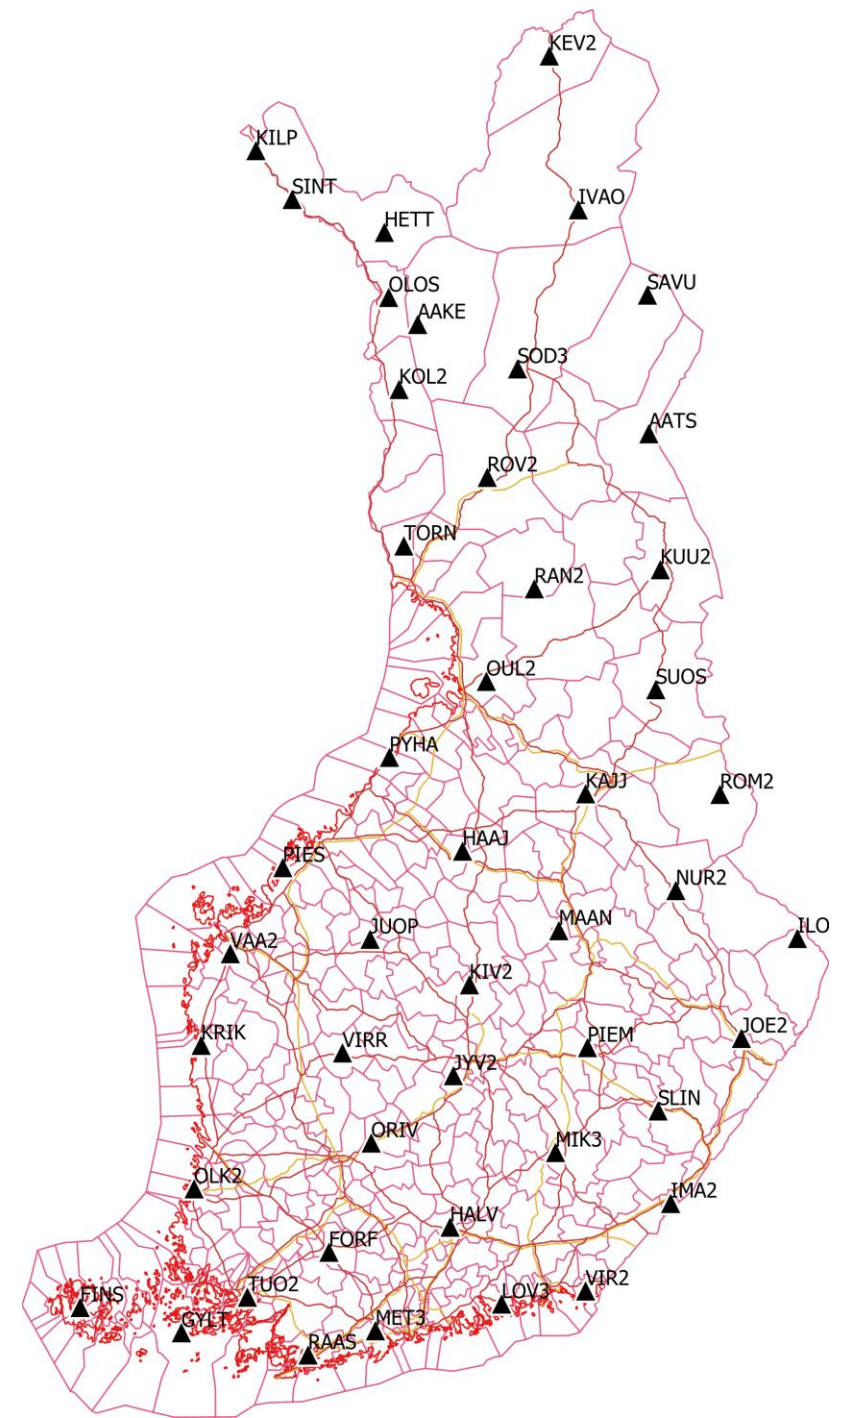 KEV2
KILP
SINT
IVAO
HETT
SAVU
OLOS
AAKE
SOD3
KOL2
AATS
ROV2
TORN
KUU2
RAN2
OUL2
SUOS
PYHA
KAJJ
ROM2
HAAJ
PIES
NUR2
MAAN
ILO
JUOP
VAA2
KIV2
JOE2
KRIK
PIEM
VIRR
JYV2
SLIN
ORIV
MIK3
OLK2
IMA2
HALV
FORF
VIR2
TUO2
LOV3
FINS
GYLT
MET3
RAAS